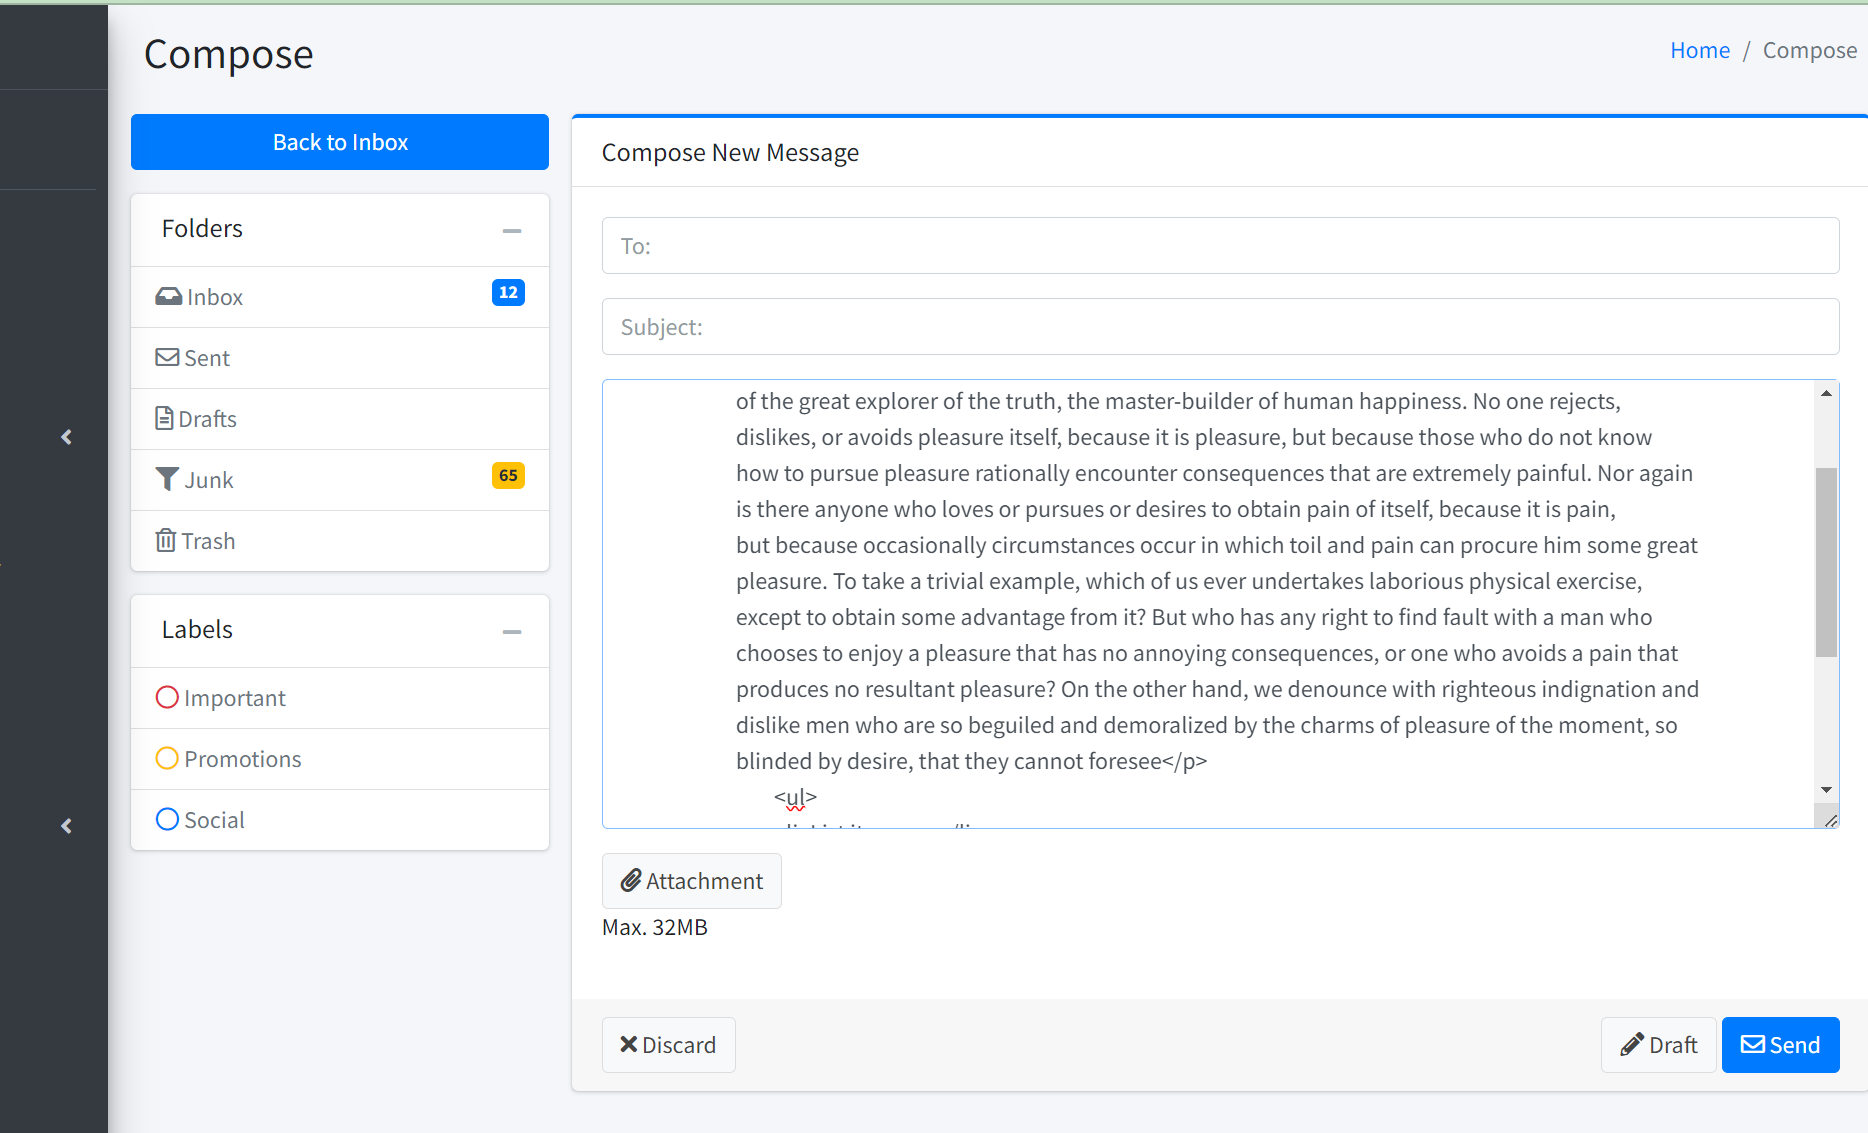 Compose
Home / Compose
Back to Inbox
Compose New Message
Folders
To:
Inbox 12
Subject:
Sent
Drafts
Junk 65
Trash
of the great explorer of the truth, the master-builder of human happiness. No one rejects,
dislikes, or avoids pleasure itself, because it is pleasure, but because those who do not know
how to pursue pleasure rationally encounter consequences that are extremely painful. Nor again
is there anyone who loves or pursues or desires to obtain pain of itself, because it is pain,
but because occasionally circumstances occur in which toil and pain can procure him some great
pleasure. To take a trivial example, which of us ever undertakes laborious physical exercise,
except to obtain some advantage from it? But who has any right to find fault with a man who
chooses to enjoy a pleasure that has no annoying consequences, or one who avoids a pain that
produces no resultant pleasure? On the other hand, we denounce with righteous indignation and
dislike men who are so beguiled and demoralized by the charms of pleasure of the moment, so
blinded by desire, that they cannot foresee</p>
<ul>
Labels
Important
Promotions
Social
Attachment
Max. 32MB
Discard
Draft
Send